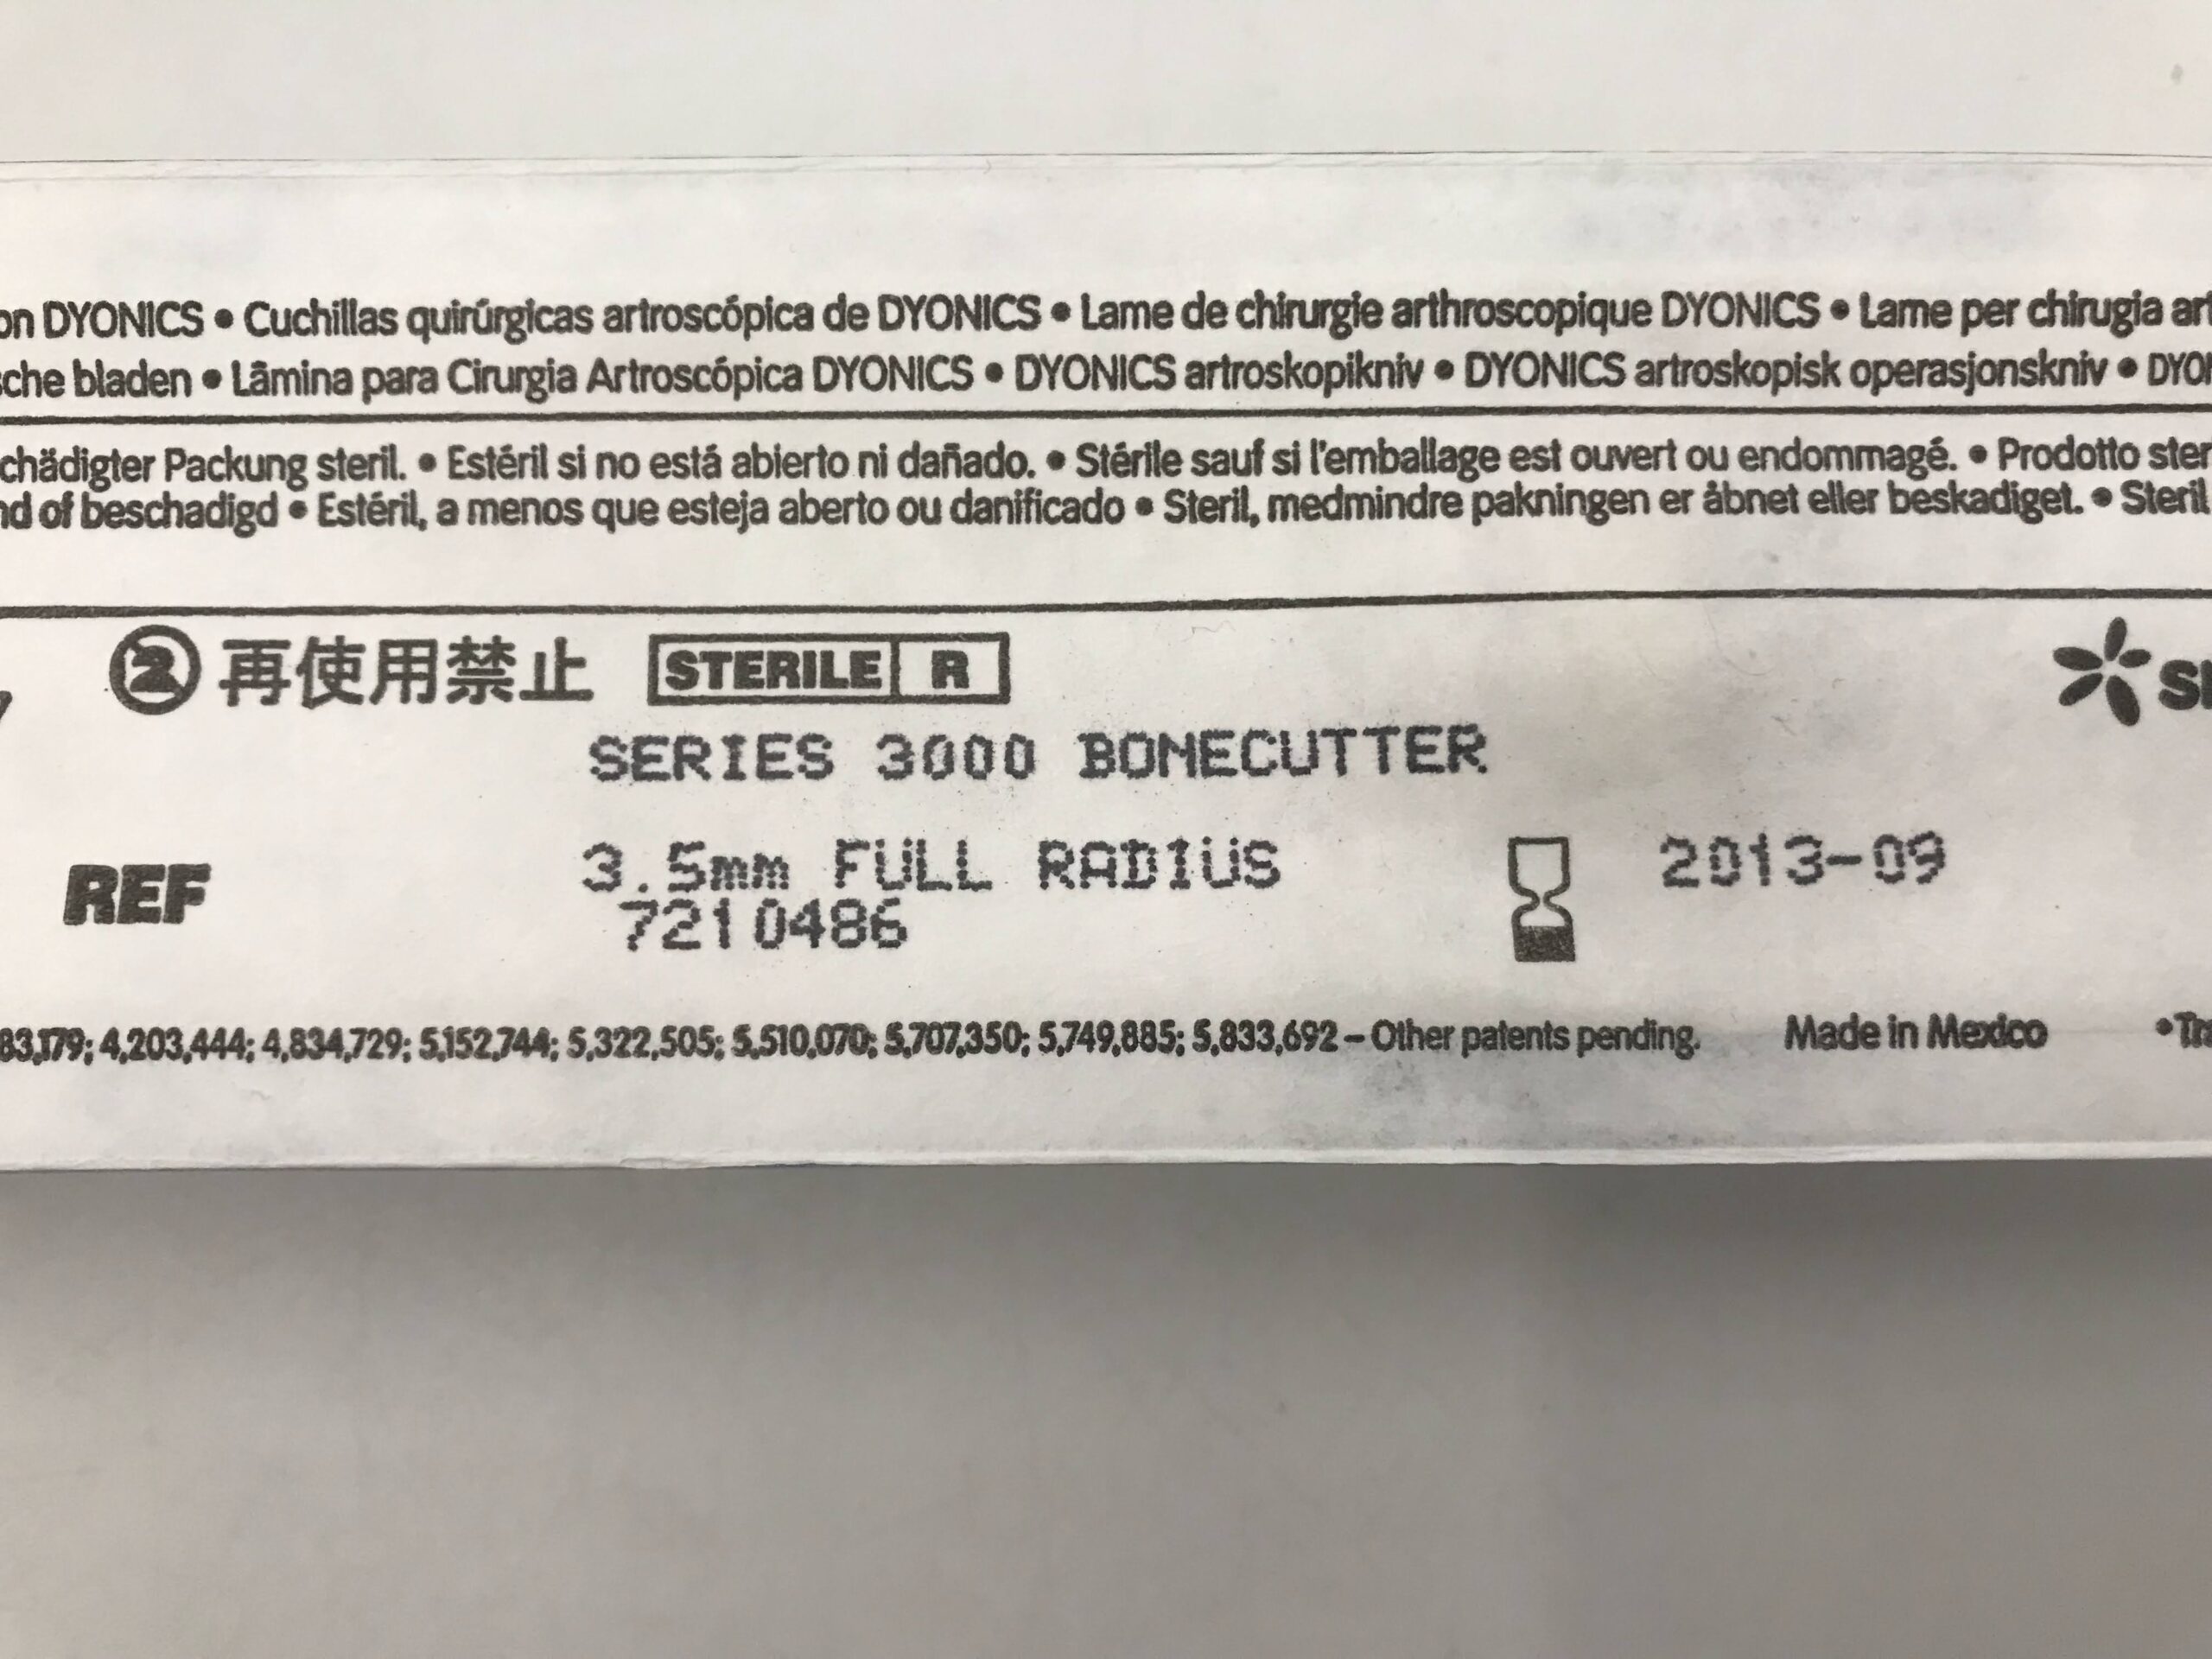 on DYONICS • Cuchillas quirúrgicas artroscópica de DYONICS • Lame de chirurgie arthroscopique DYONICS • Lame per chirugia art
sche bladen • Lâmina para Cirurgia Artroscópica DYONICS • DYONICS artroskopikniv • DYONICS artroskopisk operasjonskniv • DYON
chädigter Packung steril. • Estéril si no está abierto ni dañado. • Stérile sauf si l'emballage est ouvert ou endommagé. • Prodotto ster
nd of beschadigd • Estéril, a menos que esteja aberto ou danificado • Steril, medmindre pakningen er åbnet eller beskadiget. • Steril
2 再使用禁止 STERILE R
SERIES 3000 BONECUTTER
3.5mm FULL RADIUS 2013-09
REF 7210486
83,179; 4,203,444; 4,834,729; 5,152,744; 5,322,505; 5,510,070; 5,707,350; 5,749,885; 5,833,692 – Other patents pending. Made in Mexico